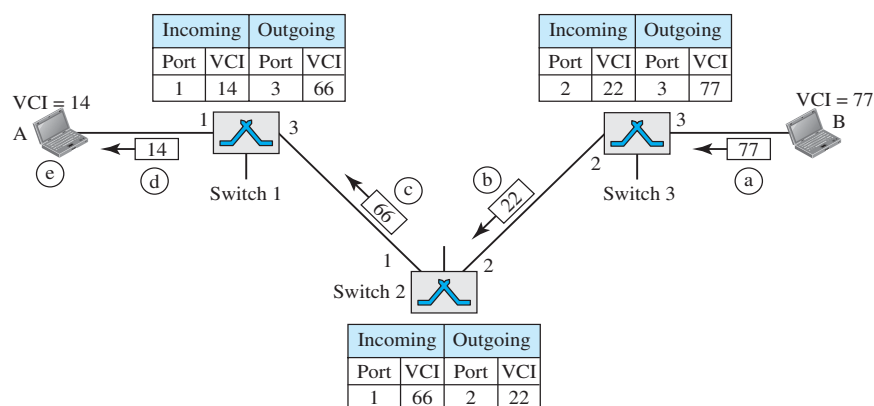 Incoming Outgoing
Port VCI Port VCI
1 14 3 66
Incoming Outgoing
Port VCI Port VCI
2 22 3 77
VCI = 14
A
e
14
d
1
3
Switch 1
66
c
b
22
2
3
Switch 3
77
a
VCI = 77
B
1
2
Switch 2
Incoming Outgoing
Port VCI Port VCI
1 66 2 22